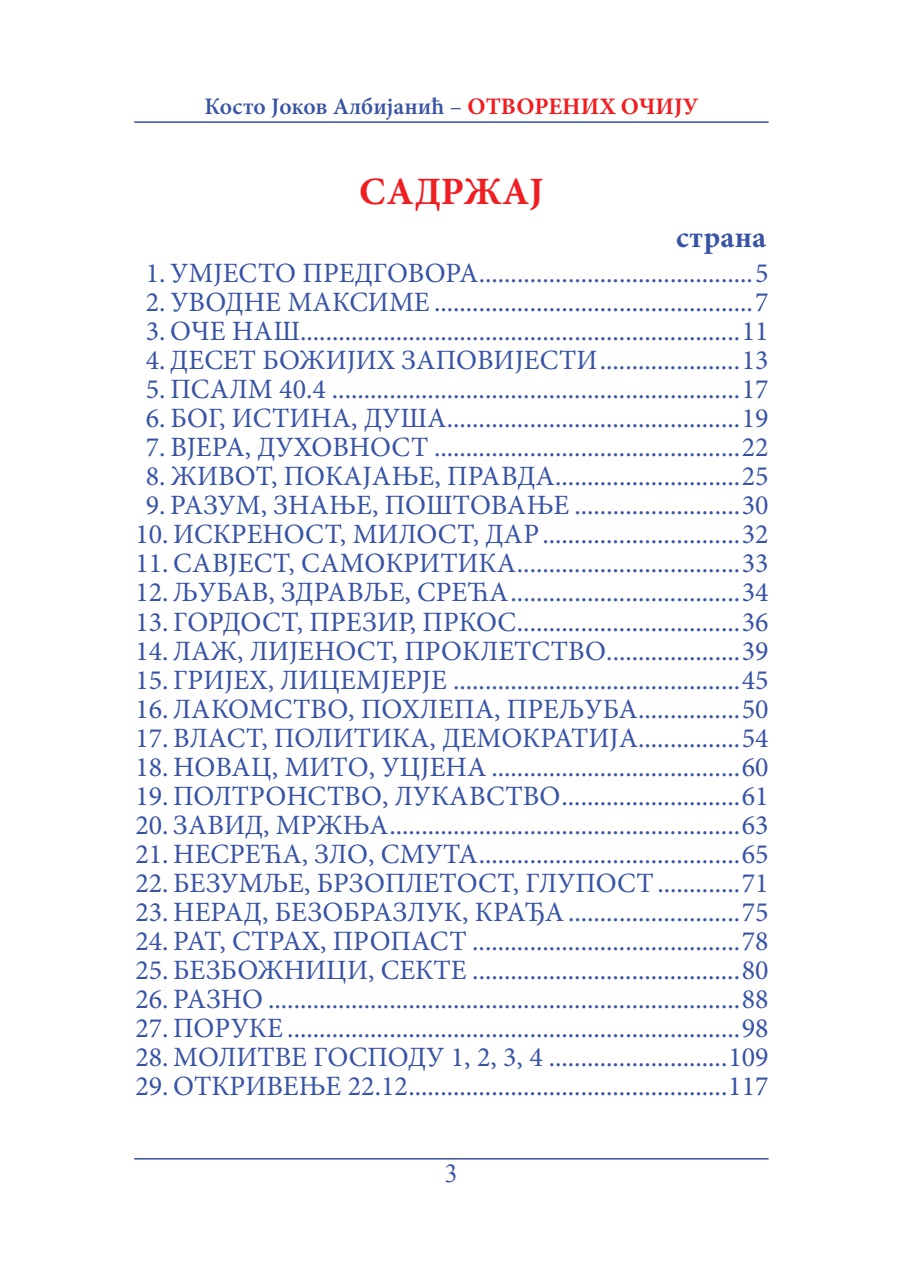 Косто Јоков Албијанић – ОТВОРЕНИХ ОЧИЈУ
САДРЖАЈ
страна
1. УМЈЕСТО ПРЕДГОВОРА..........................................5
2. УВОДНЕ МАКСИМЕ .................................................7
3. ОЧЕ НАШ.....................................................................11
4. ДЕСЕТ БОЖИЈИХ ЗАПОВИЈЕСТИ......................13
5. ПСАЛМ 40.4 ................................................................17
6. БОГ, ИСТИНА, ДУША..............................................19
7. ВЈЕРА, ДУХОВНОСТ ................................................22
8. ЖИВОТ, ПОКАЈАЊЕ, ПРАВДА.............................25
9. РАЗУМ, ЗНАЊЕ, ПОШТОВАЊЕ ..........................30
10. ИСКРЕНОСТ, МИЛОСТ, ДАР ...............................32
11. САВЈЕСТ, САМОКРИТИКА...................................33
12. ЉУБАВ, ЗДРАВЉЕ, СРЕЋА....................................34
13. ГОРДОСТ, ПРЕЗИР, ПРКОС...................................36
14. ЛАЖ, ЛИЈЕНОСТ, ПРОКЛЕТСТВО.....................39
15. ГРИЈЕХ, ЛИЦЕМЈЕРЈЕ .............................................45
16. ЛАКОМСТВО, ПОХЛЕПА, ПРЕЉУБА................50
17. ВЛАСТ, ПОЛИТИКА, ДЕМОКРАТИЈА................54
18. НОВАЦ, МИТО, УЦЈЕНА .......................................60
19. ПОЛТРОНСТВО, ЛУКАВСТВО............................61
20. ЗАВИД, МРЖЊА.......................................................63
21. НЕСРЕЋА, ЗЛО, СМУТА.........................................65
22. БЕЗУМЉЕ, БРЗОПЛЕТОСТ, ГЛУПОСТ .............71
23. НЕРАД, БЕЗОБРАЗЛУК, КРАЂА ...........................75
24. РАТ, СТРАХ, ПРОПАСТ ..........................................78
25. БЕЗБОЖНИЦИ, СЕКТЕ ..........................................80
26. РАЗНО ..........................................................................88
27. ПОРУКЕ .......................................................................98
28. МОЛИТВЕ ГОСПОДУ 1, 2, 3, 4 ............................109
29. ОТКРИВЕЊЕ 22.12..................................................117
3